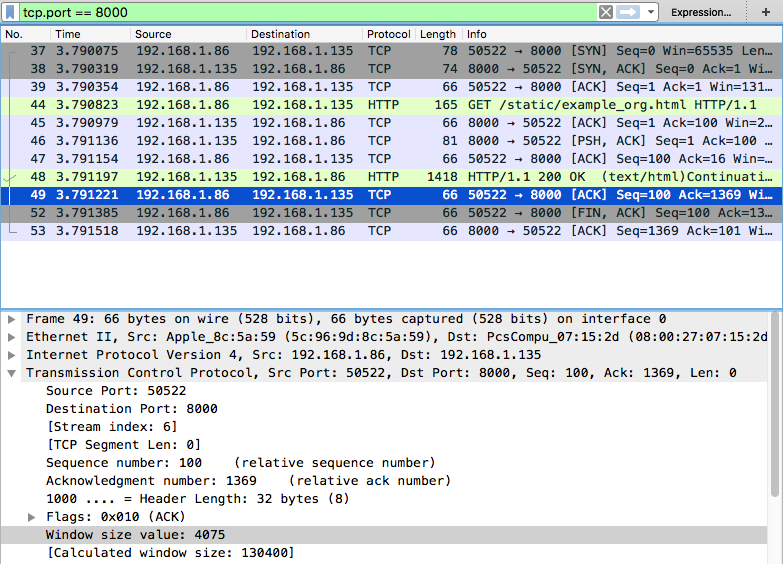 tcp.port == 8000 Expression… +
No. Time Source Destination Protocol Length Info
37 3.790075 192.168.1.86 192.168.1.135 TCP 78 50522 → 8000 [SYN] Seq=0 Win=65535 Len…
38 3.790319 192.168.1.135 192.168.1.86 TCP 74 8000 → 50522 [SYN, ACK] Seq=0 Ack=1 Wi…
39 3.790354 192.168.1.86 192.168.1.135 TCP 66 50522 → 8000 [ACK] Seq=1 Ack=1 Win=131…
44 3.790823 192.168.1.86 192.168.1.135 HTTP 165 GET /static/example_org.html HTTP/1.1
45 3.790979 192.168.1.135 192.168.1.86 TCP 66 8000 → 50522 [ACK] Seq=1 Ack=100 Win=2…
46 3.791136 192.168.1.135 192.168.1.86 TCP 81 8000 → 50522 [PSH, ACK] Seq=1 Ack=100 …
47 3.791154 192.168.1.86 192.168.1.135 TCP 66 50522 → 8000 [ACK] Seq=100 Ack=16 Win=…
48 3.791197 192.168.1.135 192.168.1.86 HTTP 1418 HTTP/1.1 200 OK (text/html)Continuati…
49 3.791221 192.168.1.86 192.168.1.135 TCP 66 50522 → 8000 [ACK] Seq=100 Ack=1369 Wi…
52 3.791385 192.168.1.86 192.168.1.135 TCP 66 50522 → 8000 [FIN, ACK] Seq=100 Ack=13…
53 3.791518 192.168.1.135 192.168.1.86 TCP 66 8000 → 50522 [ACK] Seq=1369 Ack=101 Wi…
Frame 49: 66 bytes on wire (528 bits), 66 bytes captured (528 bits) on interface 0
Ethernet II, Src: Apple_8c:5a:59 (5c:96:9d:8c:5a:59), Dst: PcsCompu_07:15:2d (08:00:27:07:15:2d
Internet Protocol Version 4, Src: 192.168.1.86, Dst: 192.168.1.135
Transmission Control Protocol, Src Port: 50522, Dst Port: 8000, Seq: 100, Ack: 1369, Len: 0
Source Port: 50522
Destination Port: 8000
[Stream index: 6]
[TCP Segment Len: 0]
Sequence number: 100 (relative sequence number)
Acknowledgment number: 1369 (relative ack number)
1000 .... = Header Length: 32 bytes (8)
Flags: 0x010 (ACK)
Window size value: 4075
[Calculated window size: 130400]